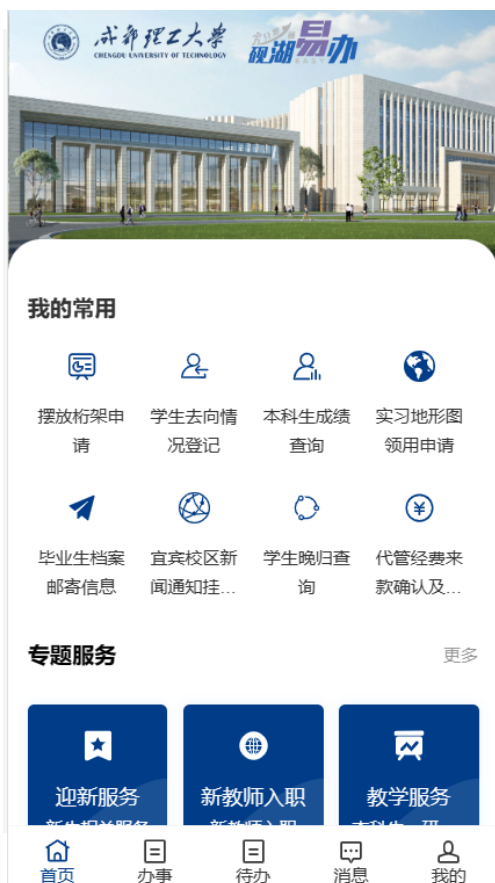 成都理工大学
CHENGDU UNIVERSITY OF TECHNOLOGY
砚湖易办
EASY
我的常用
摆放桁架申 学生去向情 本科生成绩 实习地形图
请 况登记 查询 领用申请
毕业生档案 宜宾校区新 学生晚归查 代管经费来
邮寄信息 闻通知挂... 询 款确认及...
专题服务 更多
迎新服务 新教师入职 教学服务
首页 办事 待办 消息 我的